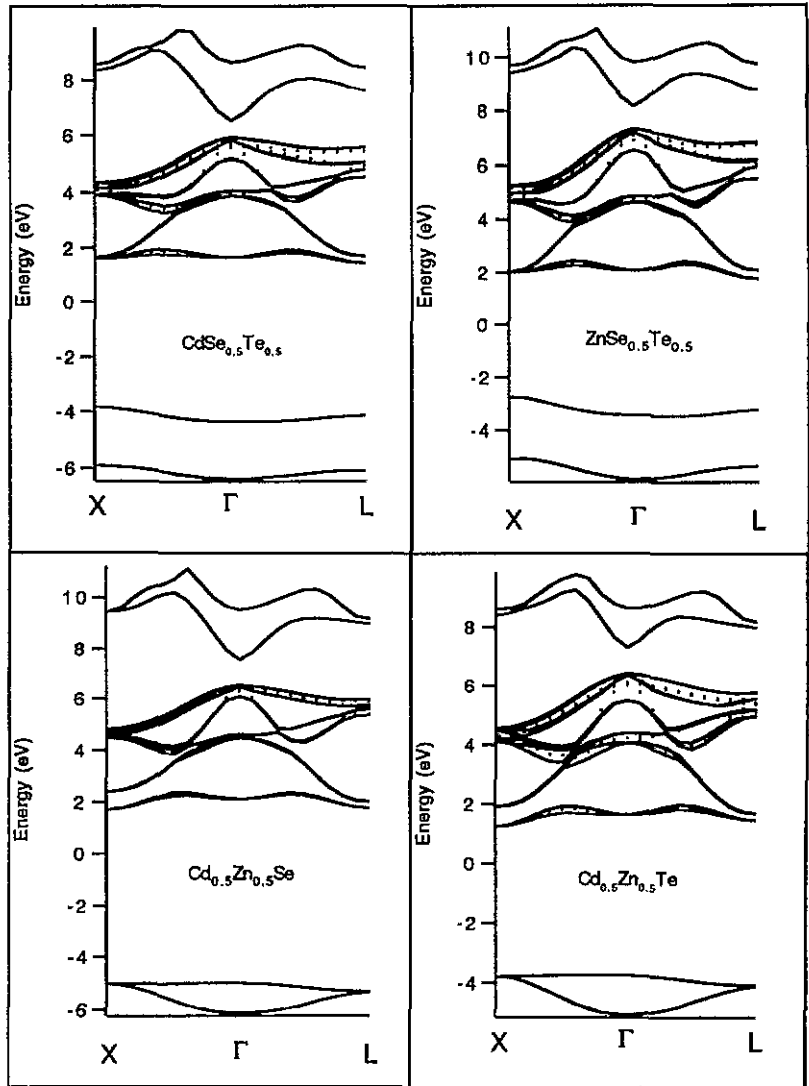 Energy (eV)
8
6
4
2
0
-2
-4
-6
CdSe0.5Te0.5
X Γ L
Energy (eV)
10
8
6
4
2
0
-2
-4
ZnSe0.5Te0.5
X Γ L
Energy (eV)
10
8
6
4
2
0
-2
-4
-6
Cd0.5Zn0.5Se
X Γ L
Energy (eV)
8
6
4
2
0
-2
-4
Cd0.5Zn0.5Te
X Γ L